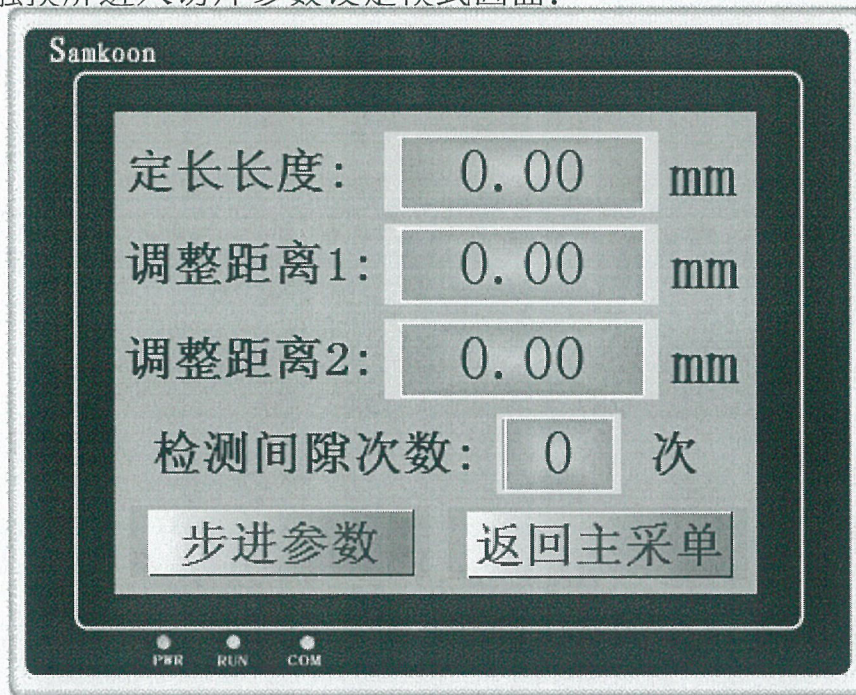 Samkoon
定长长度: 0.00 mm
调整距离1: 0.00 mm
调整距离2: 0.00 mm
检测间隙次数: 0 次
步进参数 返回主采单
PWR RUN COM